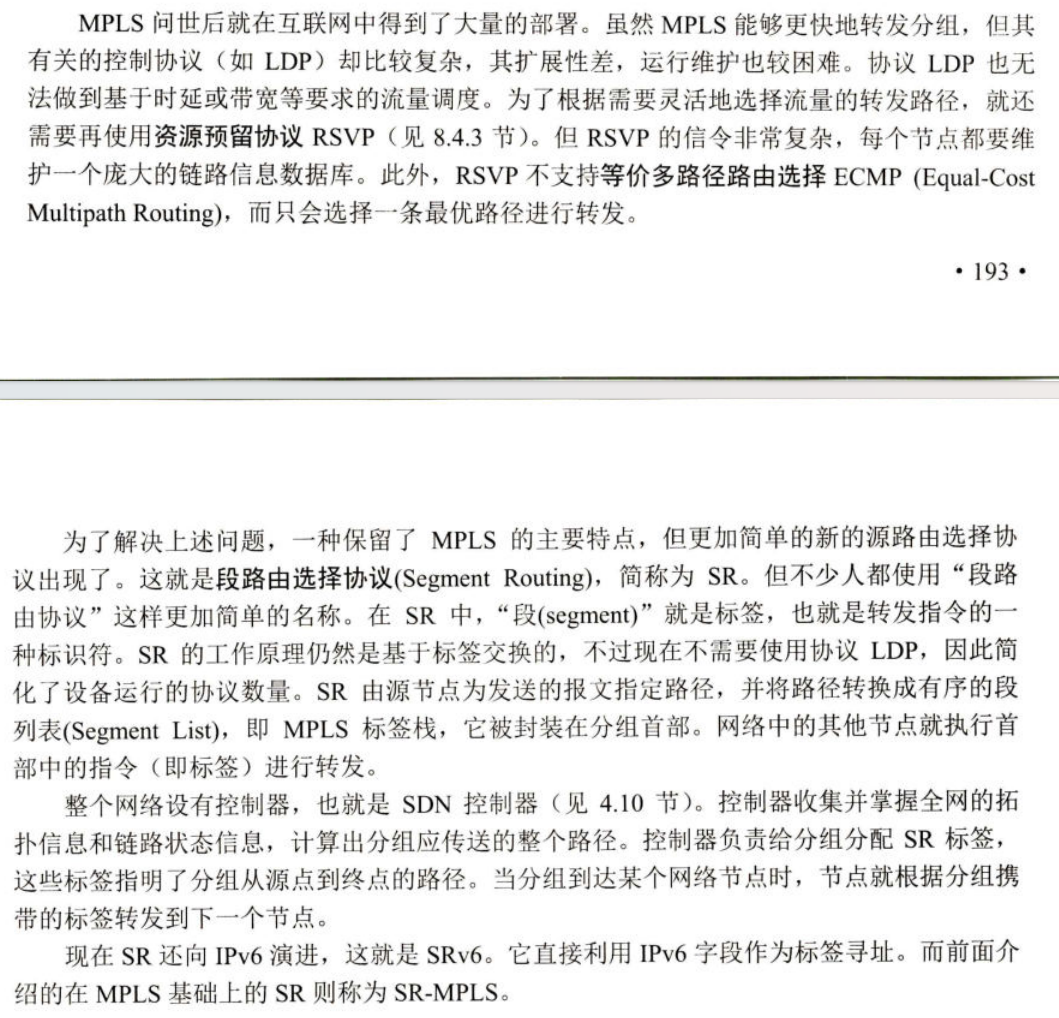 MPLS 问世后就在互联网中得到了大量的部署。虽然 MPLS 能够更快地转发分组，但其
有关的控制协议（如 LDP）却比较复杂，其扩展性差，运行维护也较困难。协议 LDP 也无
法做到基于时延或带宽等要求的流量调度。为了根据需要灵活地选择流量的转发路径，就还
需要再使用资源预留协议 RSVP（见 8.4.3 节）。但 RSVP 的信令非常复杂，每个节点都要维
护一个庞大的链路信息数据库。此外，RSVP 不支持等价多路径路由选择 ECMP (Equal-Cost
Multipath Routing)，而只会选择一条最优路径进行转发。
• 193 •
为了解决上述问题，一种保留了 MPLS 的主要特点，但更加简单的新的源路由选择协
议出现了。这就是段路由选择协议(Segment Routing)，简称为 SR。但不少人都使用“段路
由协议”这样更加简单的名称。在 SR 中，“段(segment)”就是标签，也就是转发指令的一
种标识符。SR 的工作原理仍然是基于标签交换的，不过现在不需要使用协议 LDP，因此简
化了设备运行的协议数量。SR 由源节点为发送的报文指定路径，并将路径转换成有序的段
列表(Segment List)，即 MPLS 标签栈，它被封装在分组首部。网络中的其他节点就执行首
部中的指令（即标签）进行转发。
整个网络设有控制器，也就是 SDN 控制器（见 4.10 节）。控制器收集并掌握全网的拓
扑信息和链路状态信息，计算出分组应传送的整个路径。控制器负责给分组分配 SR 标签，
这些标签指明了分组从源点到终点的路径。当分组到达某个网络节点时，节点就根据分组携
带的标签转发到下一个节点。
现在 SR 还向 IPv6 演进，这就是 SRv6。它直接利用 IPv6 字段作为标签寻址。而前面介
绍的在 MPLS 基础上的 SR 则称为 SR-MPLS。